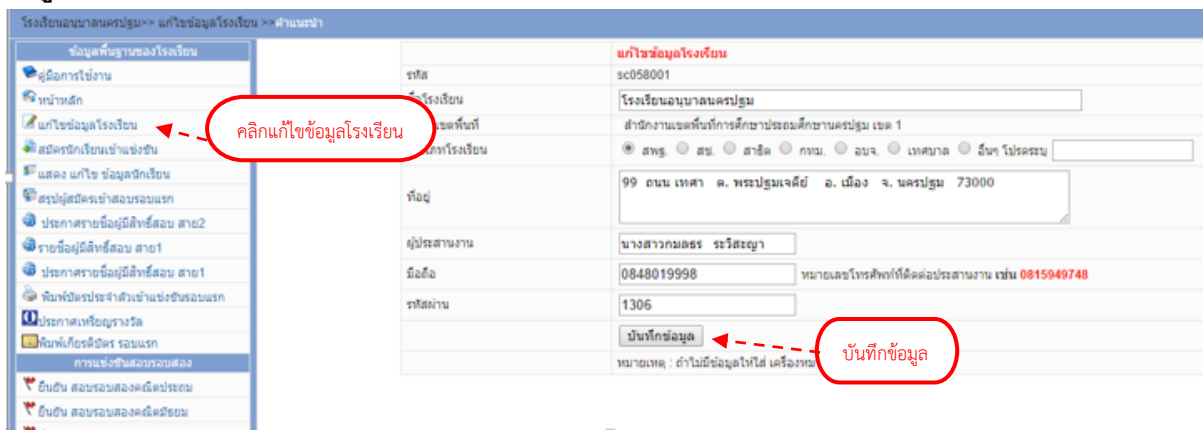 โรงเรียนอนุบาลนครปฐม>> แก้ไขข้อมูลโรงเรียน >>คำแนะนำ
ข้อมูลพื้นฐานของโรงเรียน
คู่มือการใช้งาน
หน้าหลัก
แก้ไขข้อมูลโรงเรียน
สมัครนักเรียนเข้าแข่งขัน
แสดง แก้ไข ข้อมูลนักเรียน
สรุปผู้สมัครเข้าสอบรอบแรก
ประกาศรายชื่อผู้มีสิทธิ์สอบ สาย2
รายชื่อผู้มีสิทธิ์สอบ สาย1
ประกาศรายชื่อผู้มีสิทธิ์สอบ สาย1
พิมพ์บัตรประจำตัวเข้าแข่งขันรอบแรก
ประกาศเหรียญรางวัล
พิมพ์เกียรติบัตร รอบแรก
การแข่งขันสอบรอบสอง
ยืนยัน สอบรอบสองคณิตประถม
ยืนยัน สอบรอบสองคณิตมัธยม
คลิกแก้ไขข้อมูลโรงเรียน
แก้ไขข้อมูลโรงเรียน
รหัส sc058001
ชื่อโรงเรียน โรงเรียนอนุบาลนครปฐม
เขตพื้นที่ สำนักงานเขตพื้นที่การศึกษาประถมศึกษานครปฐม เขต 1
โรงเรียน สพฐ. สช. สาธิต กทม. อบจ. เทศบาล อื่นๆ โปรดระบุ
ที่อยู่ 99 ถนน เทศา ต. พระปฐมเจดีย์ อ. เมือง จ. นครปฐม 73000
ผู้ประสานงาน นางสาวกมลธร ระวิสะญา
มือถือ 0848019998 หมายเลขโทรศัพท์ที่ติดต่อประสานงาน เช่น 0815949748
รหัสผ่าน 1306
บันทึกข้อมูล
บันทึกข้อมูล
หมายเหตุ : ถ้าไม่มีข้อมูลให้ใส่ เครื่องหม